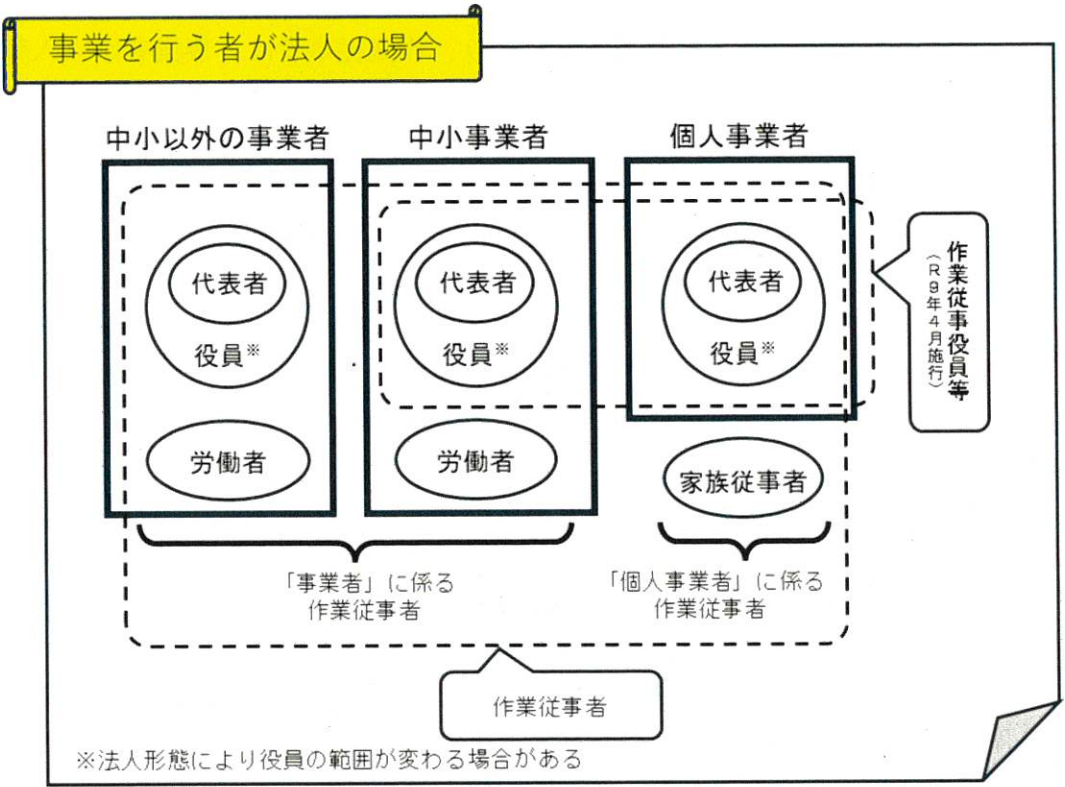 事業を行う者が法人の場合
中小以外の事業者
中小事業者
個人事業者
代表者
役員※
労働者
代表者
役員※
労働者
代表者
役員※
家族従事者
作業従事役員等
(R9年4月施行)
「事業者」に係る
作業従事者
「個人事業者」に係る
作業従事者
作業従事者
※法人形態により役員の範囲が変わる場合がある